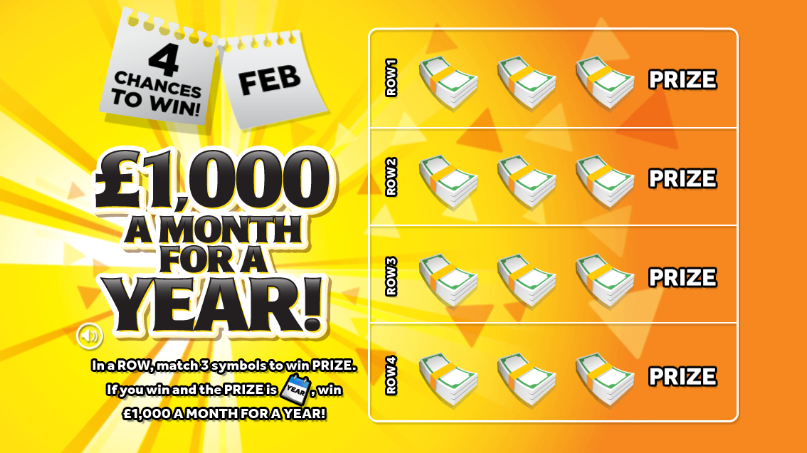 4
CHANCES
TO WIN!
FEB
£1,000
A MONTH
FOR A
YEAR!
In a ROW, match 3 symbols to win PRIZE.
If you win and the PRIZE is YEAR, win
£1,000 A MONTH FOR A YEAR!
ROW 1
PRIZE
ROW 2
PRIZE
ROW 3
PRIZE
ROW 4
PRIZE